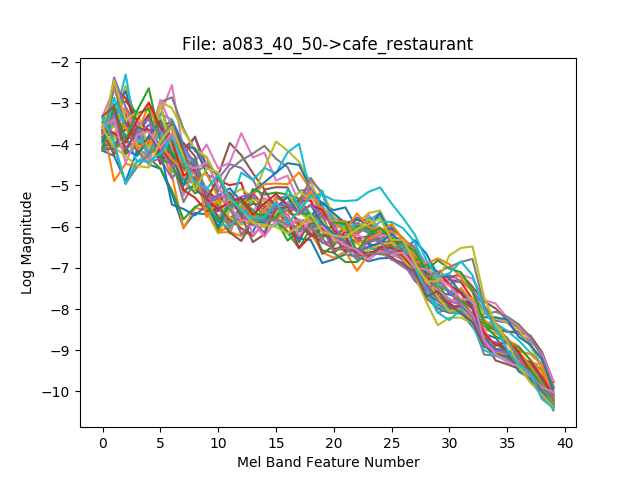 File: a083_40_50->cafe_restaurant
−2
−3
−4
−5
−6
−7
−8
−9
−10
Log Magnitude
0 5 10 15 20 25 30 35 40
Mel Band Feature Number